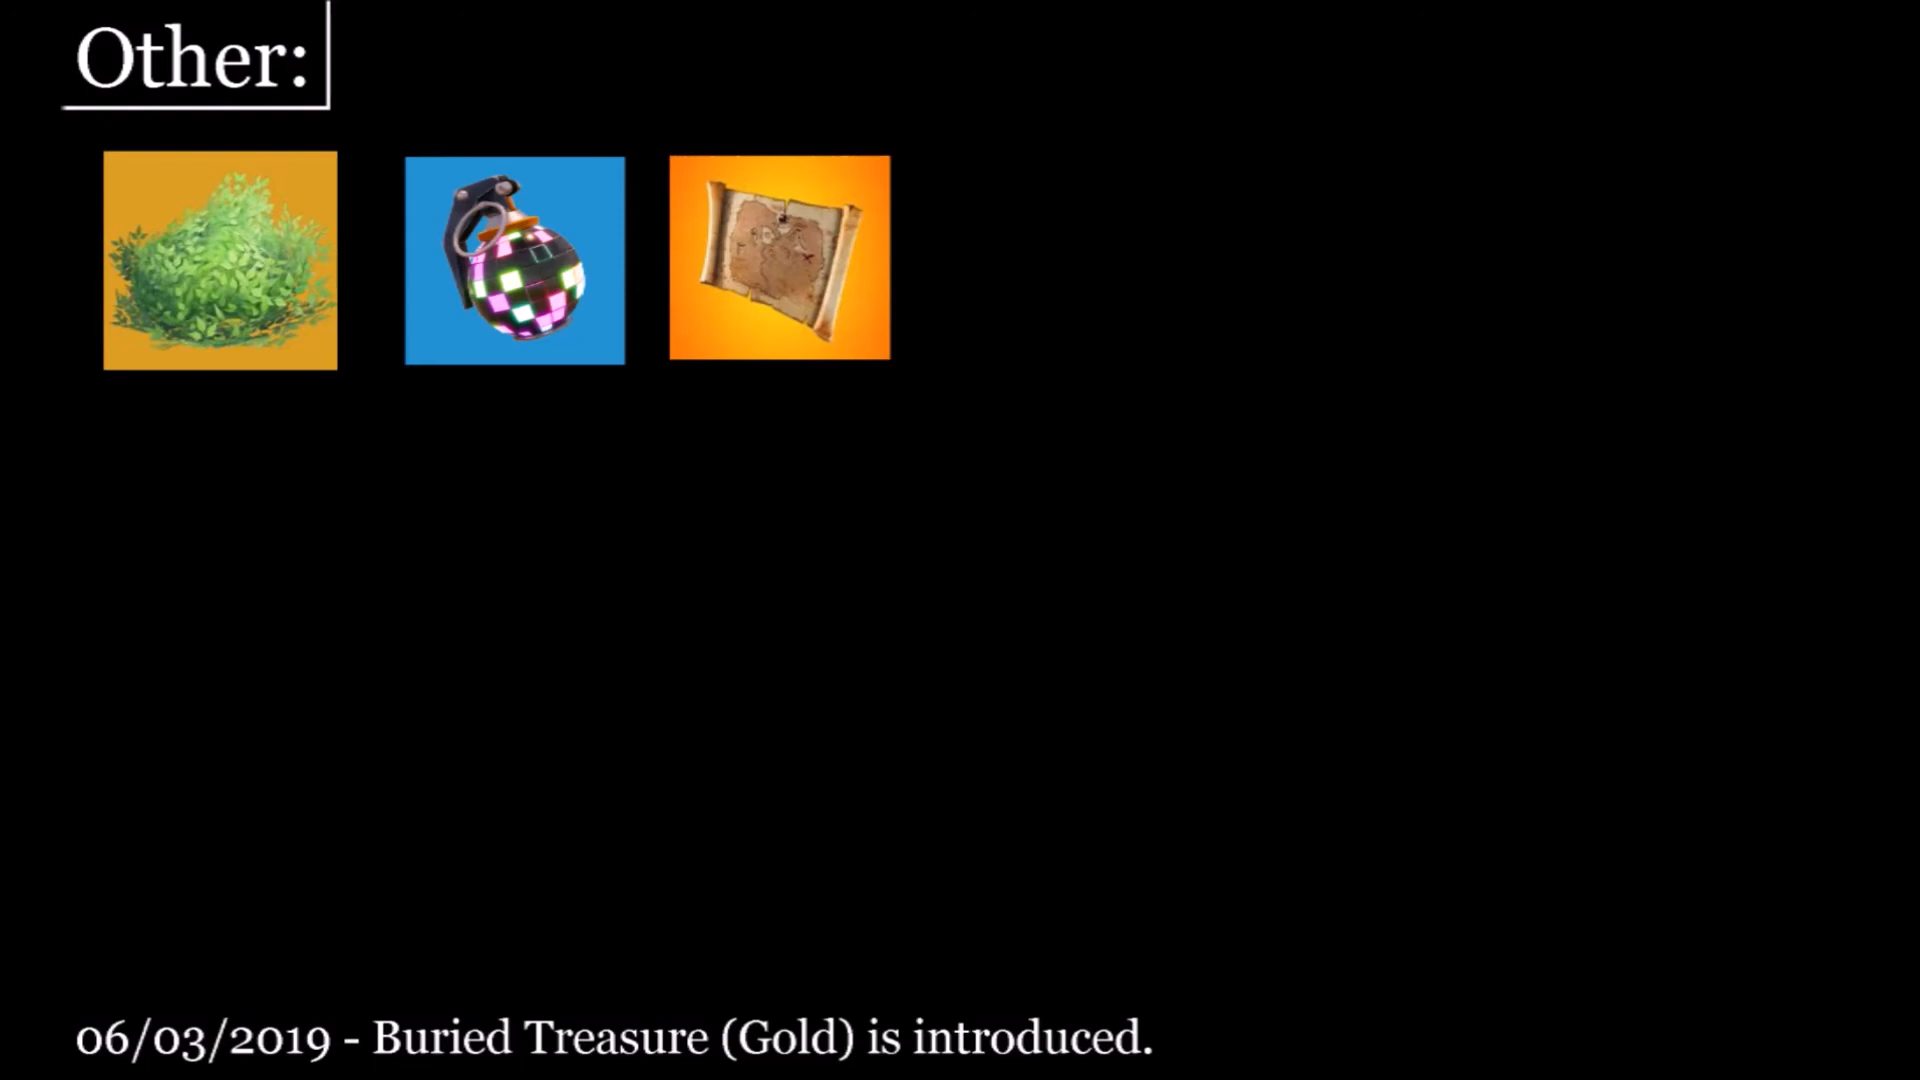 Other:
06/03/2019 - Buried Treasure (Gold) is introduced.